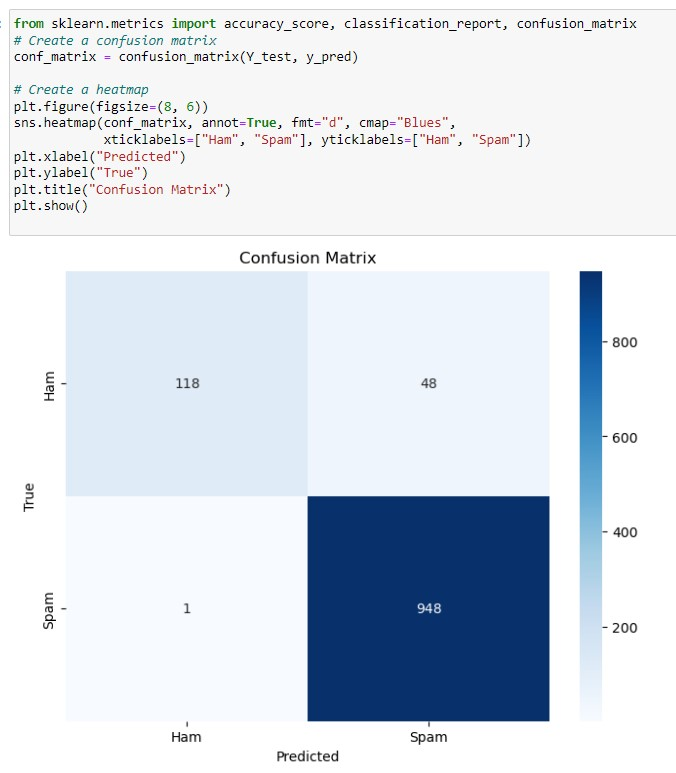 from sklearn.metrics import accuracy_score, classification_report, confusion_matrix
# Create a confusion matrix
conf_matrix = confusion_matrix(Y_test, y_pred)

# Create a heatmap
plt.figure(figsize=(8, 6))
sns.heatmap(conf_matrix, annot=True, fmt="d", cmap="Blues",
            xticklabels=["Ham", "Spam"], yticklabels=["Ham", "Spam"])
plt.xlabel("Predicted")
plt.ylabel("True")
plt.title("Confusion Matrix")
plt.show()
Confusion Matrix
800
Ham
118
48
600
True
400
Spam
1
948
200
Ham
Spam
Predicted